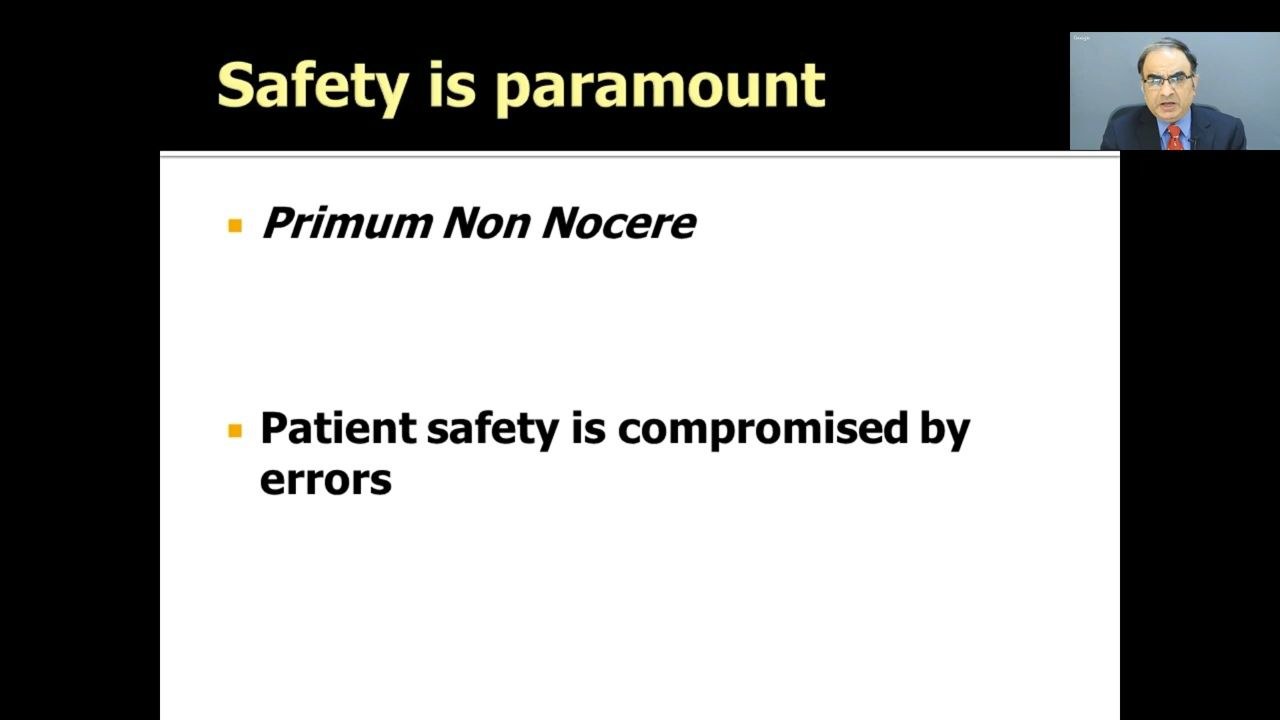 Safety is paramount
Primum Non Nocere
Patient safety is compromised by
errors